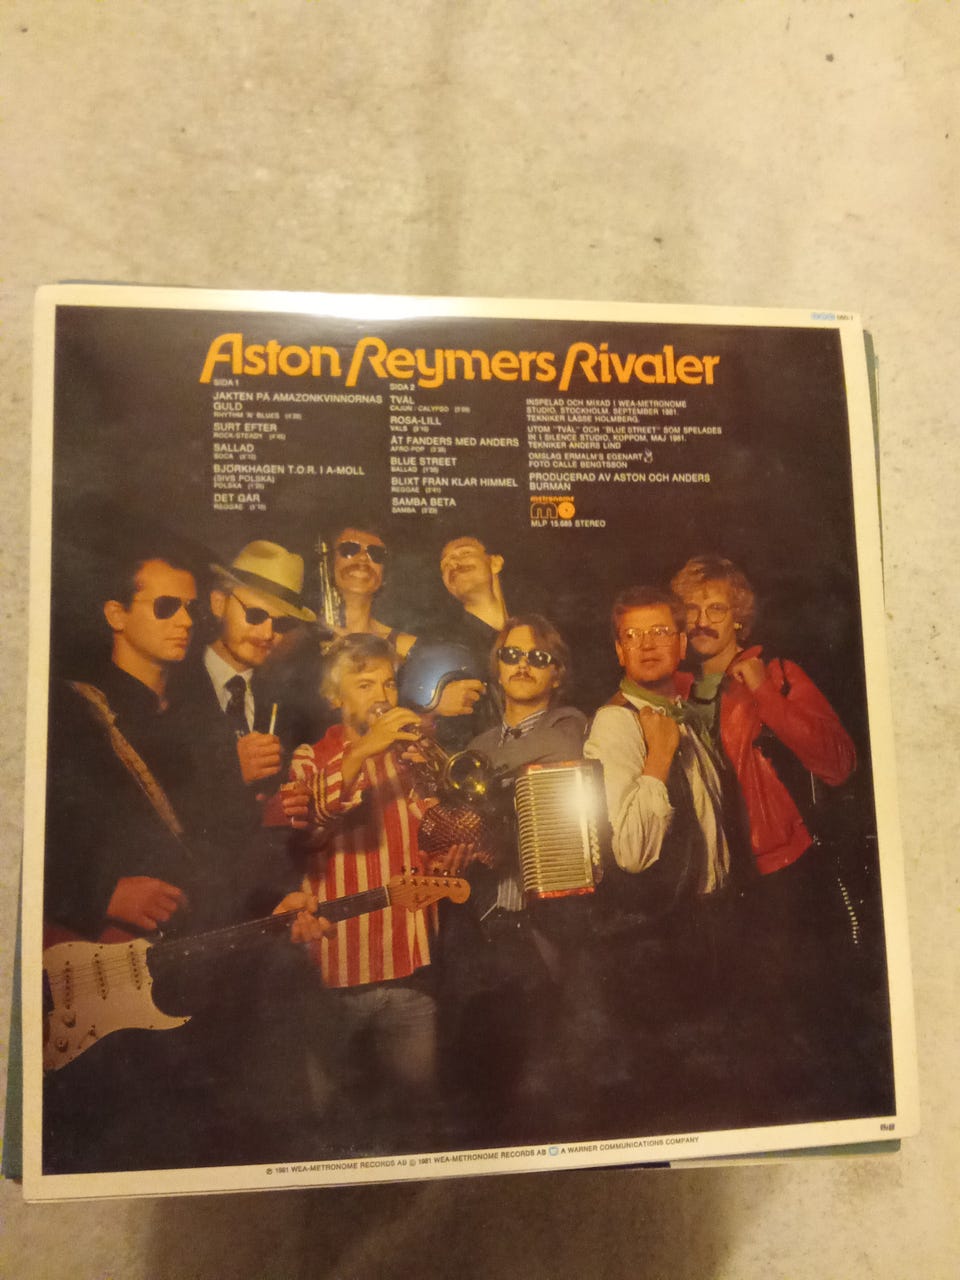 Aston Reymers Rivaler
SIDA 1
JAKTEN PÅ AMAZONKVINNORNAS
GULD
RHYTHM 'N' BLUES
SURT EFTER
ROCK-STEADY
SALLAD
SOCA
BJÖRKHAGEN T.O.R. I A-MOLL
(SIVS POLSKA)
POLSKA
DET GÅR
REGGAE
SIDA 2
TVÅL
CAJUN / CALYPSO
ROSA-LILL
VALS
ÅT FANDERS MED ANDERS
AFRO-POP
BLUE STREET
BALLAD
BLIXT FRÅN KLAR HIMMEL
REGGAE
SAMBA BETA
SAMBA
INSPELAD OCH MIXAD I WEA-METRONOME
STUDIO, STOCKHOLM, SEPTEMBER 1981.
TEKNIKER LASSE HOLMBERG.
UTOM "TVÅL" OCH "BLUE STREET" SOM SPELADES
IN I SILENCE STUDIO, KOPPOM, MAJ 1981.
TEKNIKER ANDERS LIND
OMSLAG ERMALM'S EGENART
FOTO CALLE BENGTSSON
PRODUCERAD AV ASTON OCH ANDERS
BURMAN
metronome
MLP 15.685 STEREO
℗ 1981 WEA-METRONOME RECORDS AB © 1981 WEA-METRONOME RECORDS AB A WARNER COMMUNICATIONS COMPANY